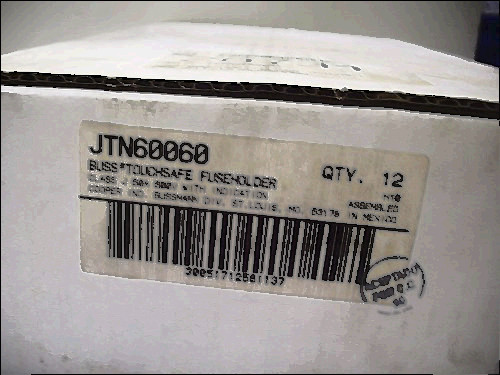 JTN60060
BUSS*TOUCHSAFE FUSEHOLDER
QTY. 12
CLASS J 60A 600V WITH INDICATION
COOPER IND. BUSSMANN DIV. ST.LOUIS, MO. 63178
ASSEMBLED
IN MEXICO
ACEPTADO